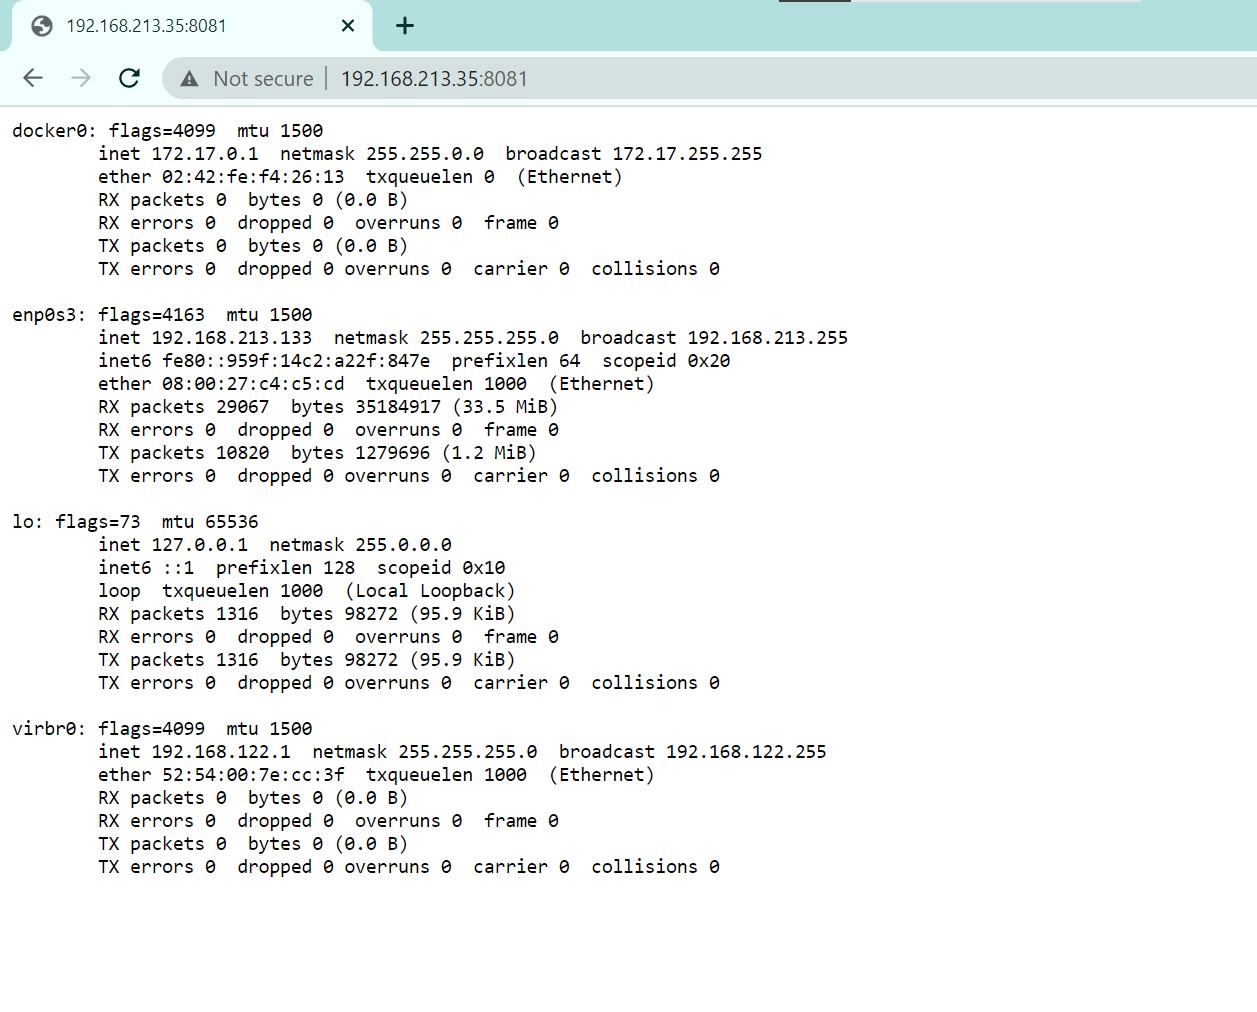 192.168.213.35:8081
Not secure 192.168.213.35:8081
docker0: flags=4099  mtu 1500
        inet 172.17.0.1  netmask 255.255.0.0  broadcast 172.17.255.255
        ether 02:42:fe:f4:26:13  txqueuelen 0  (Ethernet)
        RX packets 0  bytes 0 (0.0 B)
        RX errors 0  dropped 0  overruns 0  frame 0
        TX packets 0  bytes 0 (0.0 B)
        TX errors 0  dropped 0 overruns 0  carrier 0  collisions 0

enp0s3: flags=4163  mtu 1500
        inet 192.168.213.133  netmask 255.255.255.0  broadcast 192.168.213.255
        inet6 fe80::959f:14c2:a22f:847e  prefixlen 64  scopeid 0x20
        ether 08:00:27:c4:c5:cd  txqueuelen 1000  (Ethernet)
        RX packets 29067  bytes 35184917 (33.5 MiB)
        RX errors 0  dropped 0  overruns 0  frame 0
        TX packets 10820  bytes 1279696 (1.2 MiB)
        TX errors 0  dropped 0 overruns 0  carrier 0  collisions 0

lo: flags=73  mtu 65536
        inet 127.0.0.1  netmask 255.0.0.0
        inet6 ::1  prefixlen 128  scopeid 0x10
        loop  txqueuelen 1000  (Local Loopback)
        RX packets 1316  bytes 98272 (95.9 KiB)
        RX errors 0  dropped 0  overruns 0  frame 0
        TX packets 1316  bytes 98272 (95.9 KiB)
        TX errors 0  dropped 0 overruns 0  carrier 0  collisions 0

virbr0: flags=4099  mtu 1500
        inet 192.168.122.1  netmask 255.255.255.0  broadcast 192.168.122.255
        ether 52:54:00:7e:cc:3f  txqueuelen 1000  (Ethernet)
        RX packets 0  bytes 0 (0.0 B)
        RX errors 0  dropped 0  overruns 0  frame 0
        TX packets 0  bytes 0 (0.0 B)
        TX errors 0  dropped 0 overruns 0  carrier 0  collisions 0